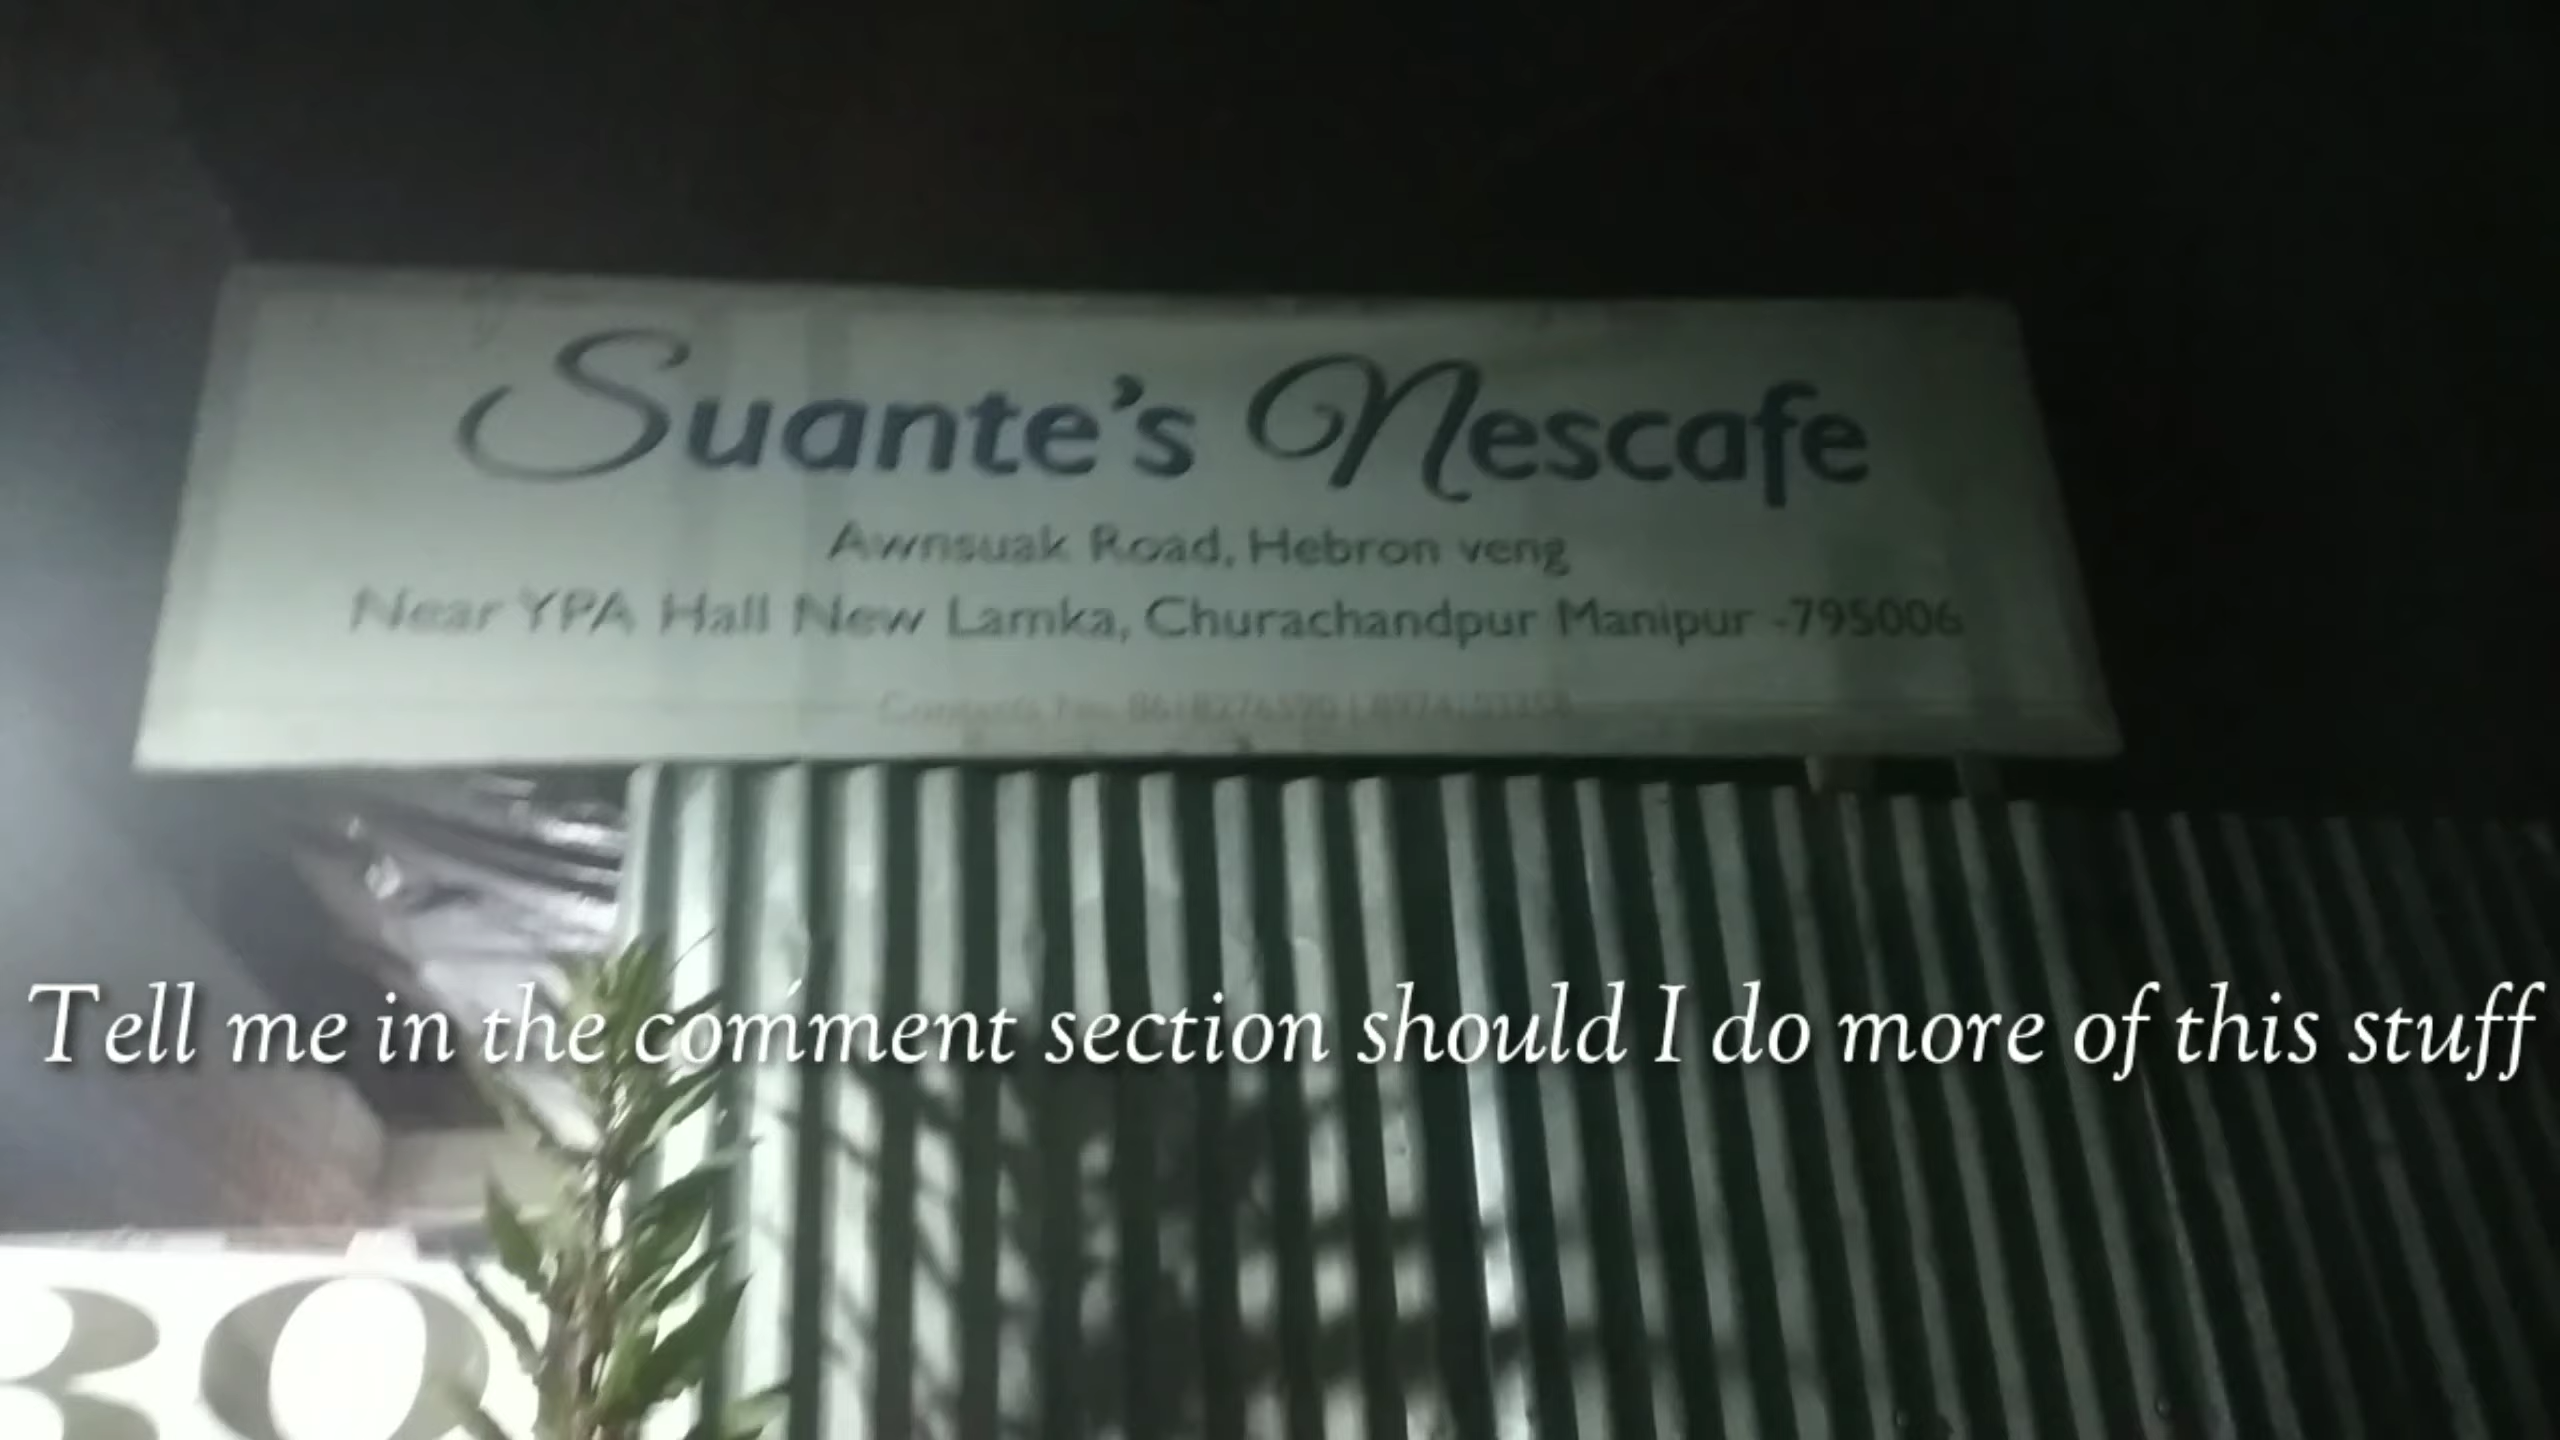 Suante's Nescafe
Awnsuak Road, Hebron veng
Near YPA Hall New Lamka, Churachandpur Manipur -795006
Tell me in the comment section should I do more of this stuff